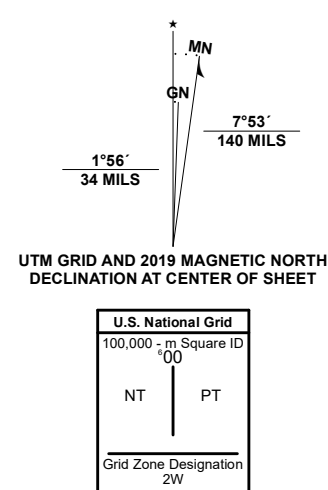 ★
MN
GN
7°53´
140 MILS
1°56´
34 MILS
UTM GRID AND 2019 MAGNETIC NORTH
DECLINATION AT CENTER OF SHEET
U.S. National Grid
100,000 - m Square ID
⁶00
NT PT
Grid Zone Designation
2W